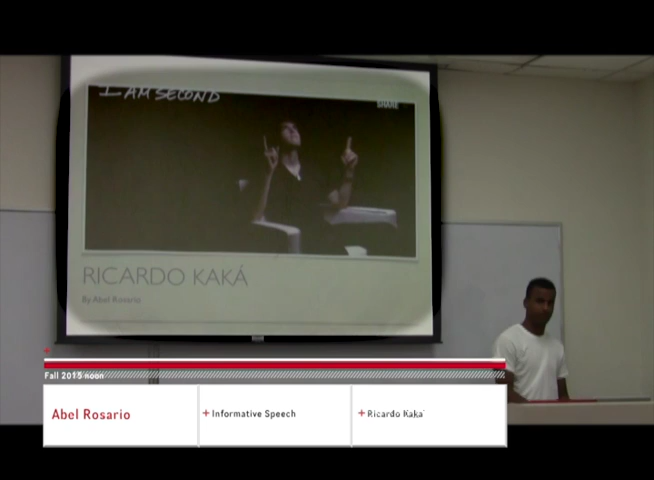 I AM SECOND
SHARE
RICARDO KAKÁ
By Abel Rosario
+
Fall 2015 noon
Abel Rosario
+ Informative Speech
+ Ricardo Kaka'